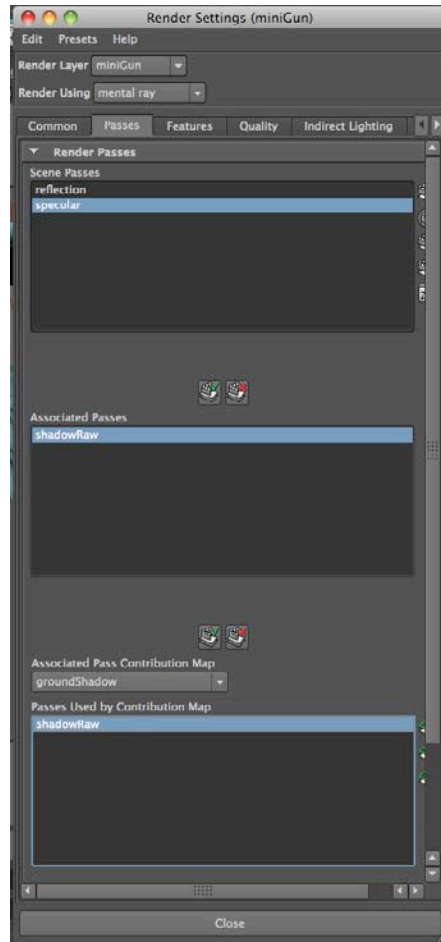 Render Settings (miniGun)
Edit Presets Help
Render Layer miniGun
Render Using mental ray
Common Passes Features Quality Indirect Lighting
Render Passes
Scene Passes
reflection
specular
Associated Passes
shadowRaw
Associated Pass Contribution Map
groundShadow
Passes Used by Contribution Map
shadowRaw
Close